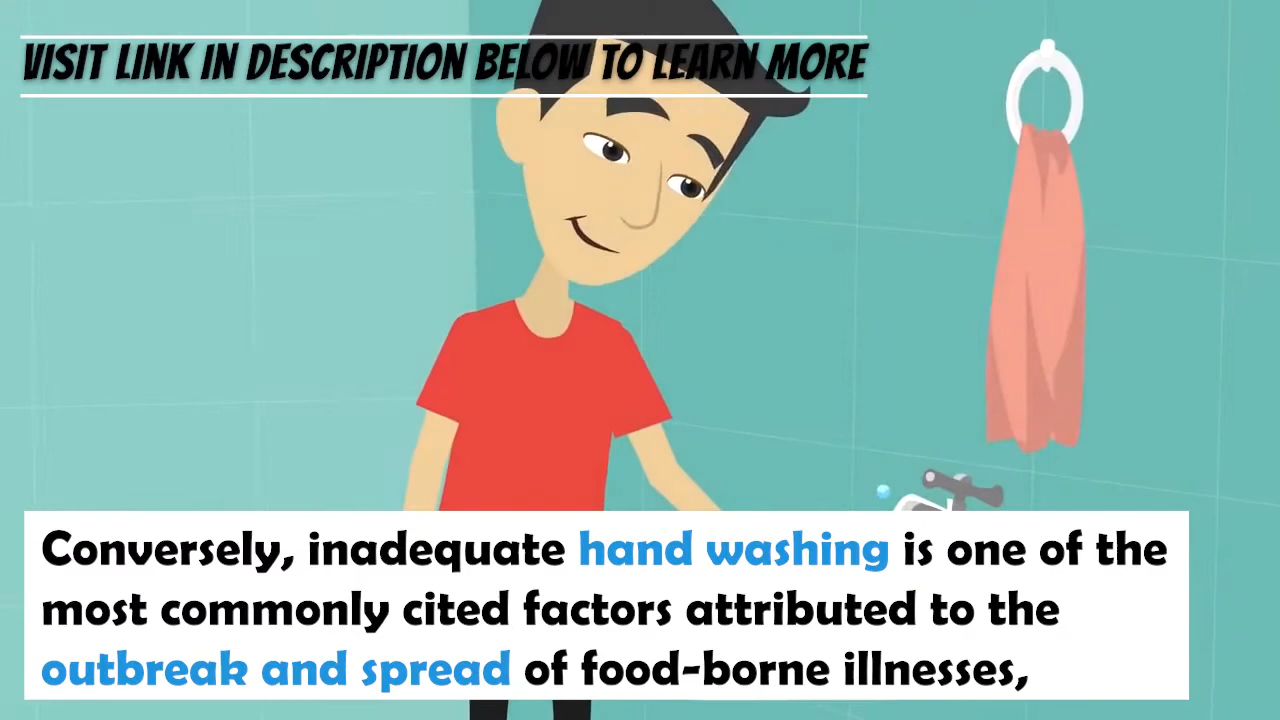 VISIT LINK IN DESCRIPTION BELOW TO LEARN MORE
Conversely, inadequate hand washing is one of the
most commonly cited factors attributed to the
outbreak and spread of food-borne illnesses,